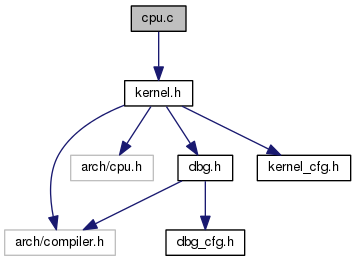 cpu.c
kernel.h
arch/cpu.h
dbg.h
kernel_cfg.h
arch/compiler.h
dbg_cfg.h